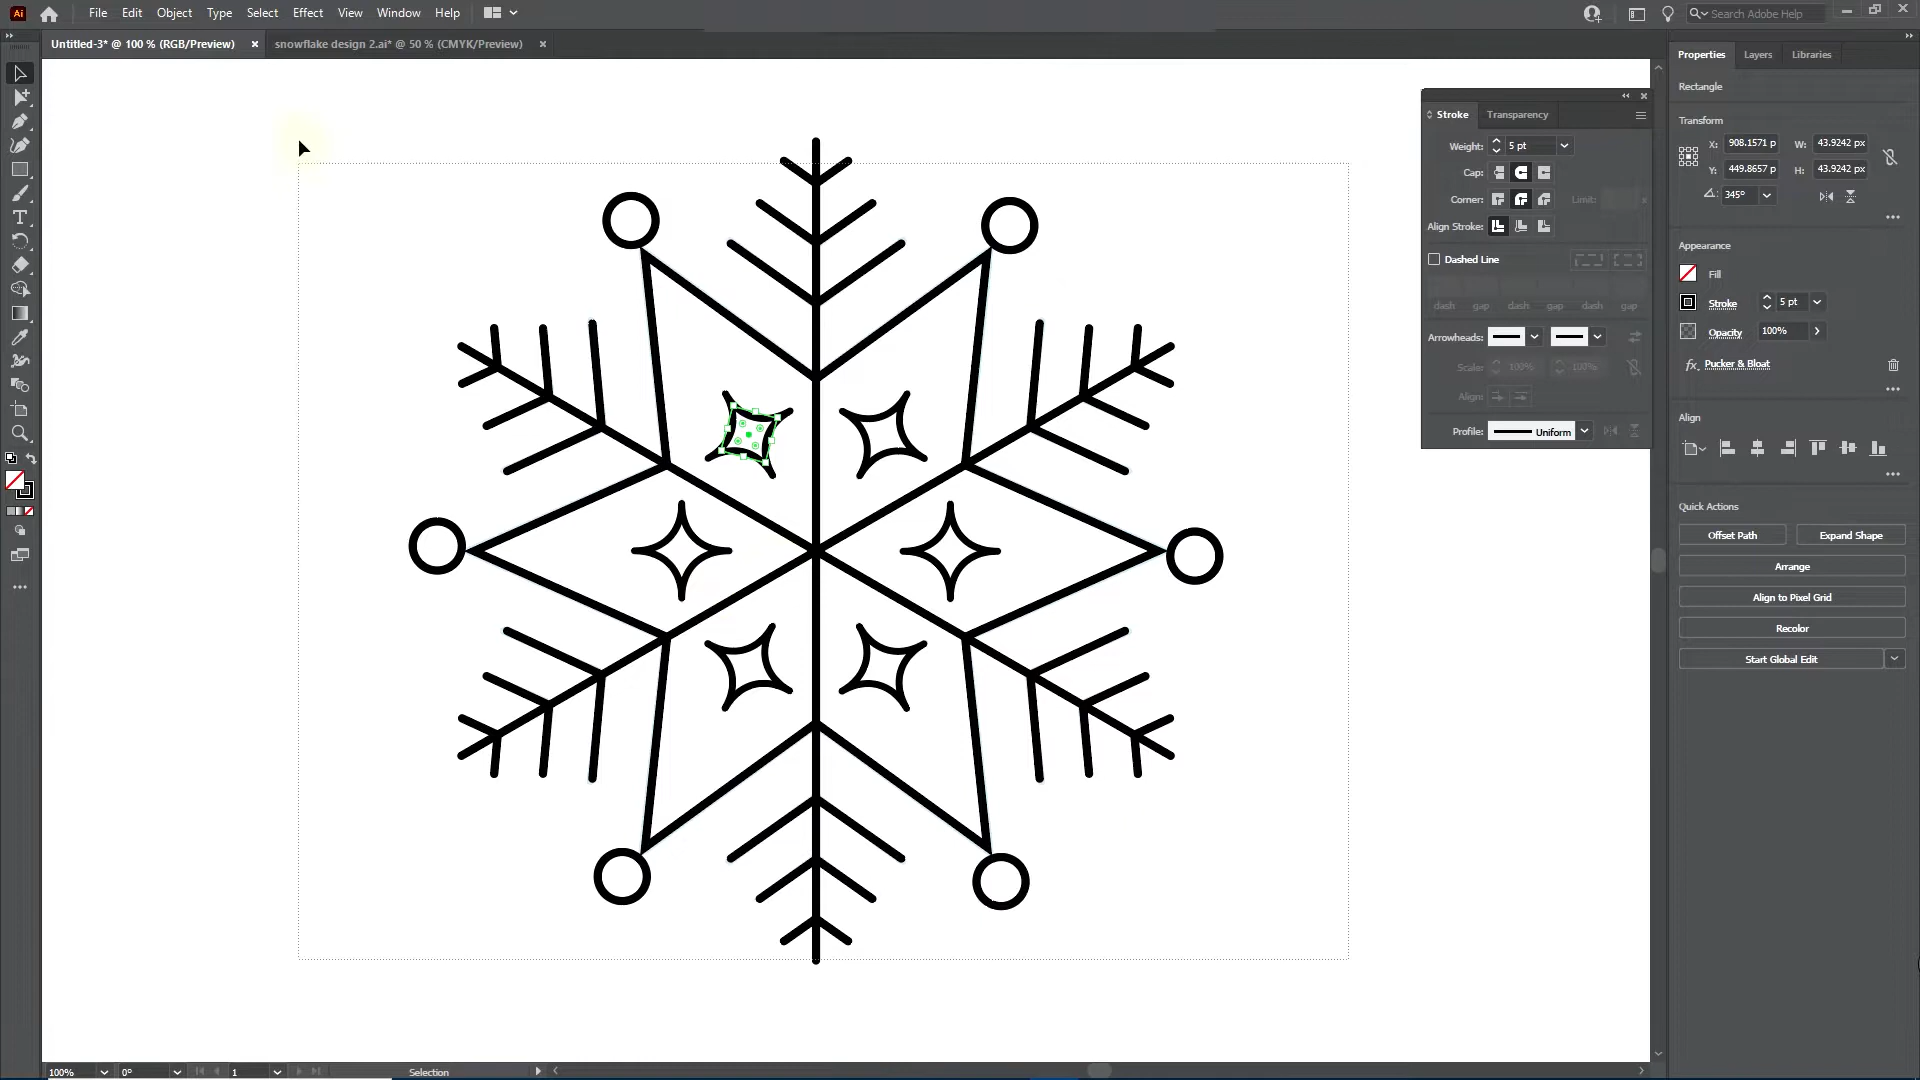 Ai File Edit Object Type Select Effect View Window Help
Search Adobe Help
Untitled-3* @ 100 % (RGB/Preview) × snowflake design 2.ai* @ 50 % (CMYK/Preview) ×
Properties Layers Libraries
Rectangle
Transform
X: 908.1571 p W: 43.9242 px
Y: 449.8657 p H: 43.9242 px
345°
Appearance
Fill
Stroke 5 pt
Opacity 100%
fx. Pucker & Bloat
Align
Quick Actions
Offset Path Expand Shape
Arrange
Align to Pixel Grid
Recolor
Start Global Edit
Stroke Transparency
Weight: 5 pt
Cap:
Corner: Limit:
Align Stroke:
Dashed Line
dash gap dash gap dash gap
Arrowheads:
Scale: 100% 100%
Align:
Profile: Uniform
100% 0° 1 Selection